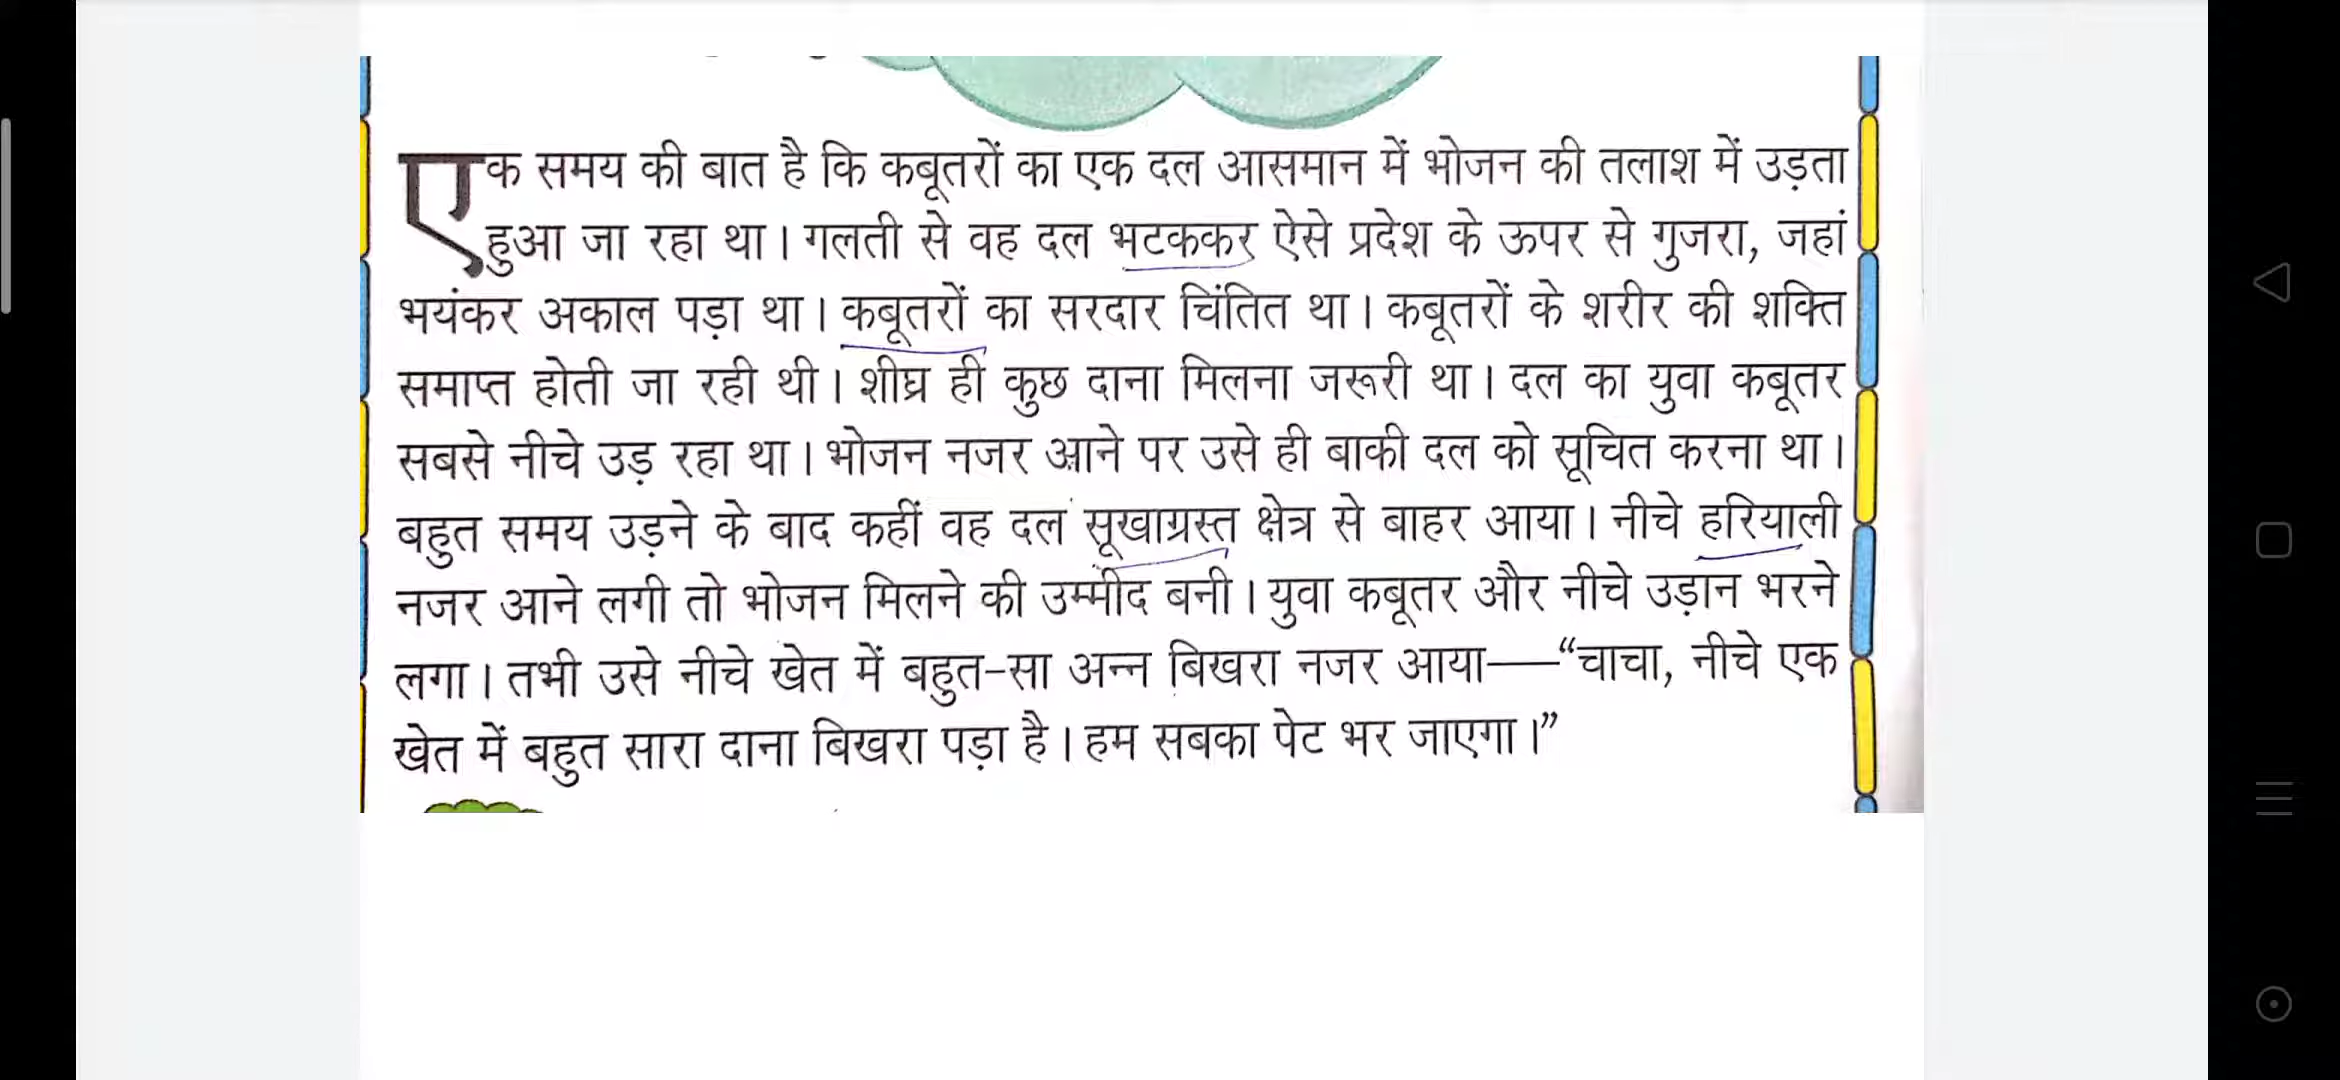 एक समय की बात है कि कबूतरों का एक दल आसमान में भोजन की तलाश में उड़ता
हुआ जा रहा था। गलती से वह दल भटककर ऐसे प्रदेश के ऊपर से गुजरा, जहां
भयंकर अकाल पड़ा था। कबूतरों का सरदार चिंतित था। कबूतरों के शरीर की शक्ति
समाप्त होती जा रही थी। शीघ्र ही कुछ दाना मिलना जरूरी था। दल का युवा कबूतर
सबसे नीचे उड़ रहा था। भोजन नजर आने पर उसे ही बाकी दल को सूचित करना था।
बहुत समय उड़ने के बाद कहीं वह दल सूखाग्रस्त क्षेत्र से बाहर आया। नीचे हरियाली
नजर आने लगी तो भोजन मिलने की उम्मीद बनी। युवा कबूतर और नीचे उड़ान भरने
लगा। तभी उसे नीचे खेत में बहुत-सा अन्न बिखरा नजर आया—“चाचा, नीचे एक
खेत में बहुत सारा दाना बिखरा पड़ा है। हम सबका पेट भर जाएगा।”